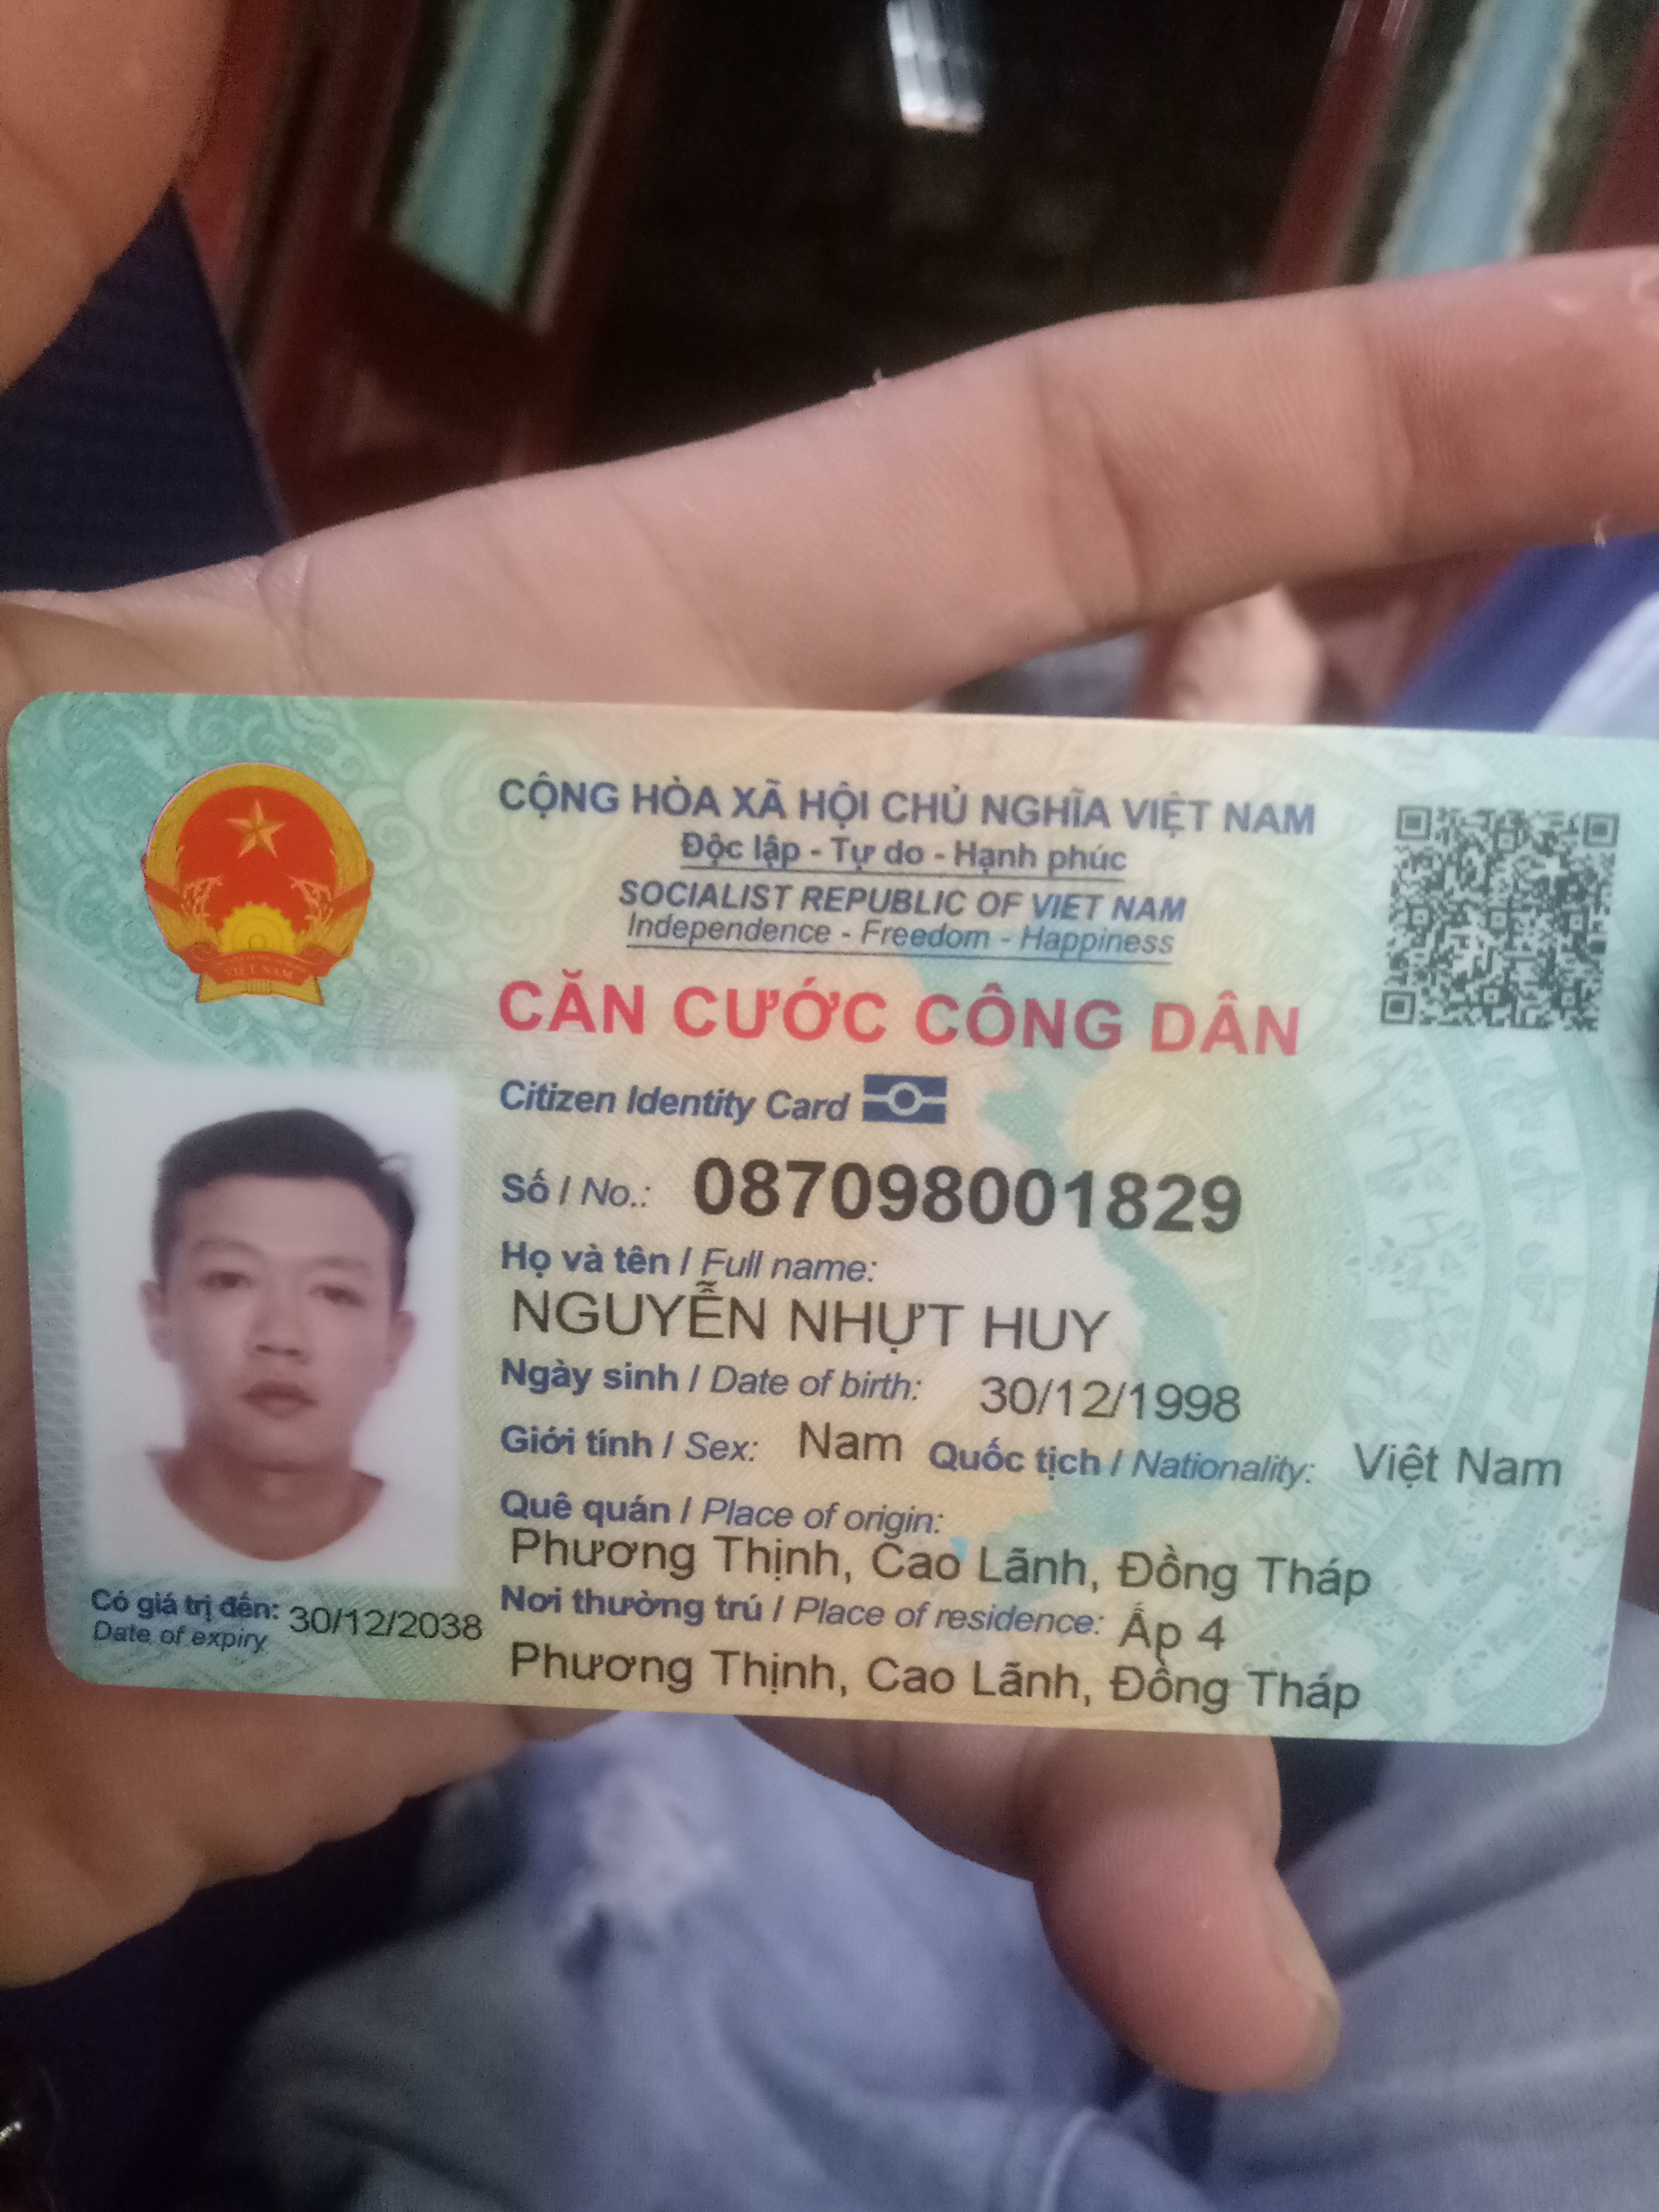 CỘNG HÒA XÃ HỘI CHỦ NGHĨA VIỆT NAM
Độc lập - Tự do - Hạnh phúc
SOCIALIST REPUBLIC OF VIET NAM
Independence - Freedom - Happiness
CĂN CƯỚC CÔNG DÂN
Citizen Identity Card
Số / No.: 087098001829
Họ và tên / Full name:
NGUYỄN NHỰT HUY
Ngày sinh / Date of birth: 30/12/1998
Giới tính / Sex: Nam Quốc tịch / Nationality: Việt Nam
Quê quán / Place of origin:
Phương Thịnh, Cao Lãnh, Đồng Tháp
Nơi thường trú / Place of residence: Ấp 4
Phương Thịnh, Cao Lãnh, Đồng Tháp
Có giá trị đến: 30/12/2038
Date of expiry
VIỆT NAM